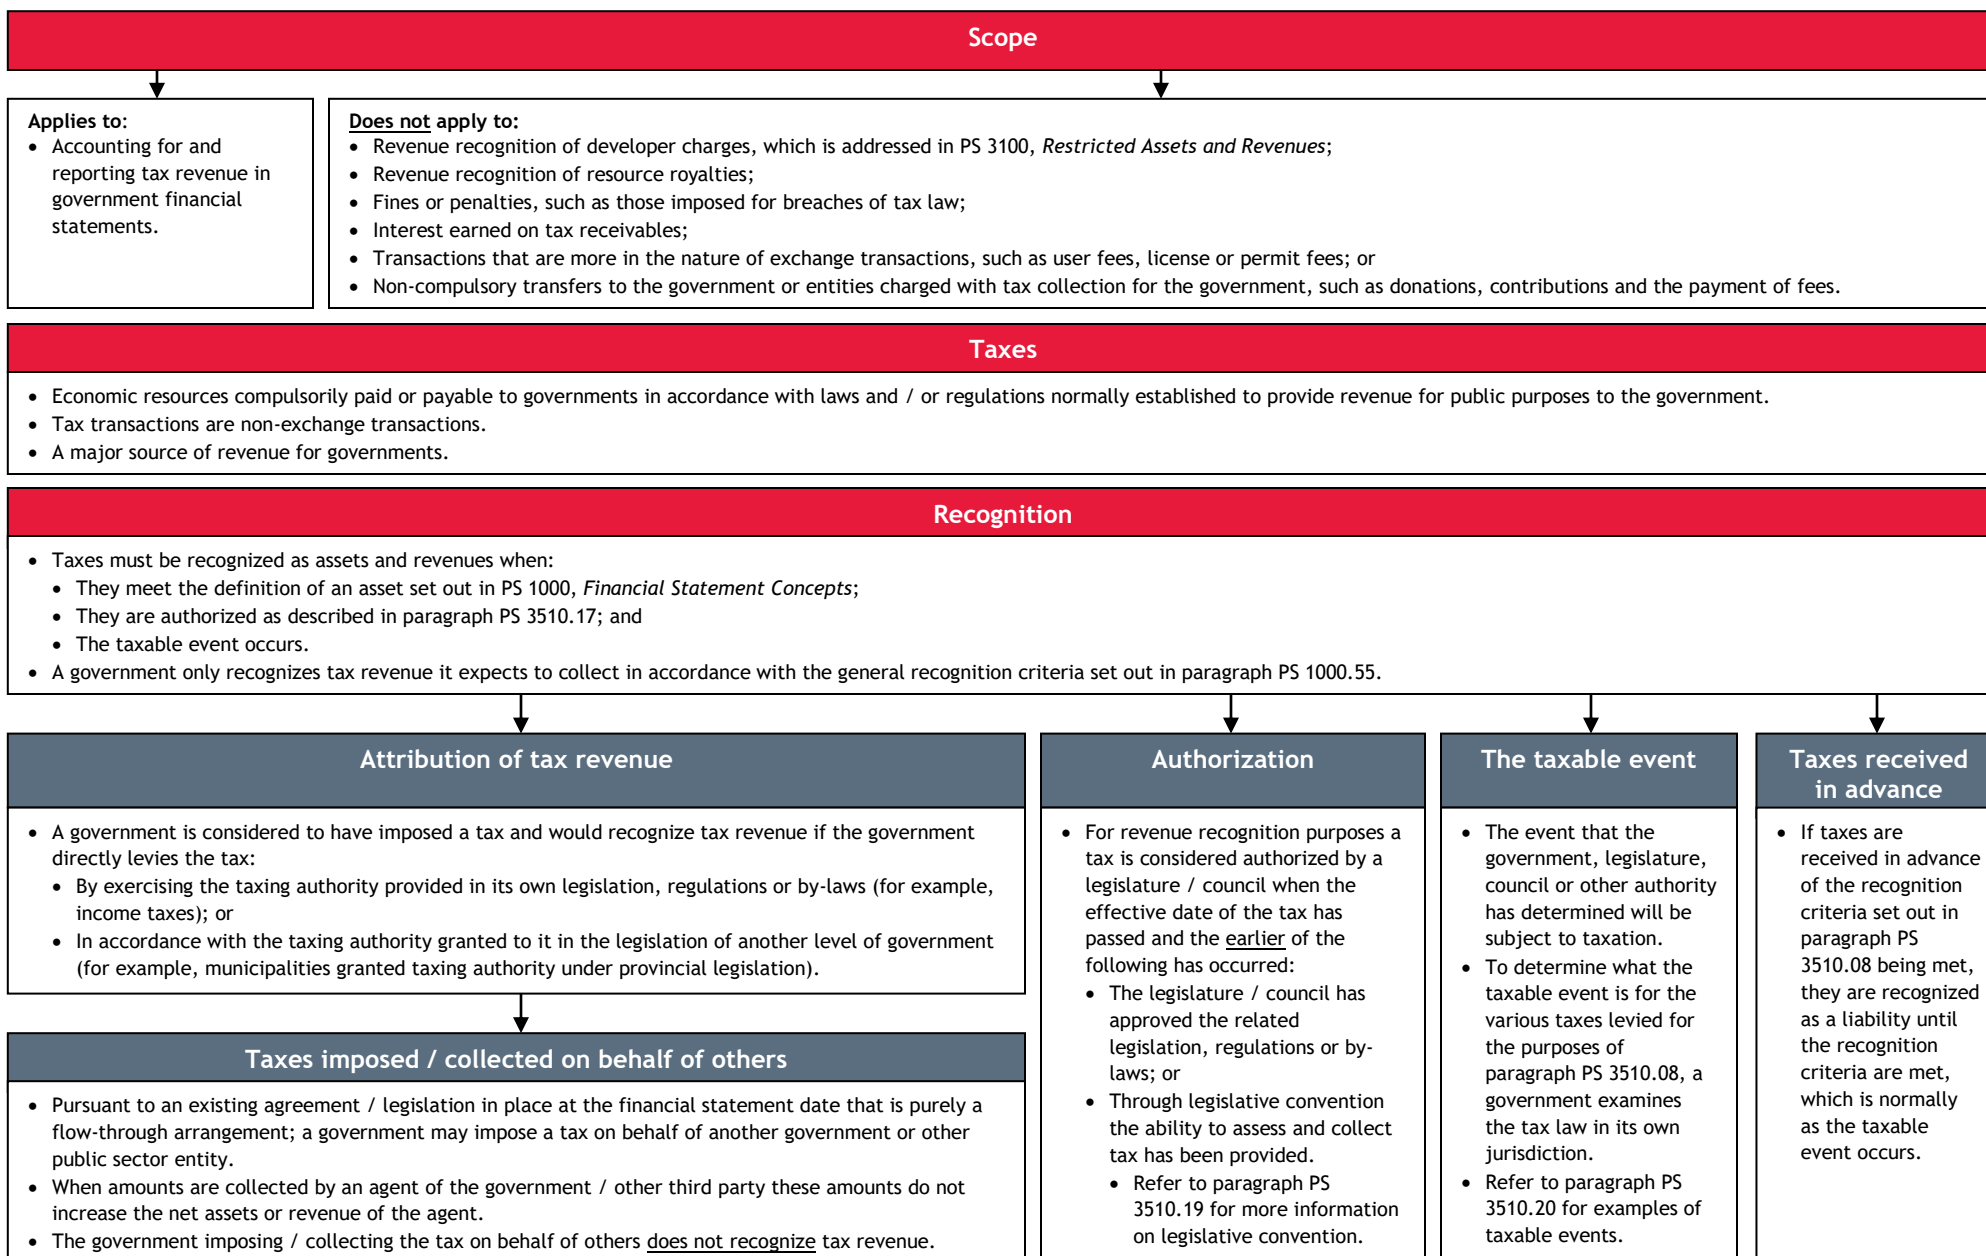 Scope
Applies to:
• Accounting for and
reporting tax revenue in
government financial
statements.
Does not apply to:
• Revenue recognition of developer charges, which is addressed in PS 3100, Restricted Assets and Revenues;
• Revenue recognition of resource royalties;
• Fines or penalties, such as those imposed for breaches of tax law;
• Interest earned on tax receivables;
• Transactions that are more in the nature of exchange transactions, such as user fees, license or permit fees; or
• Non-compulsory transfers to the government or entities charged with tax collection for the government, such as donations, contributions and the payment of fees.
Taxes
• Economic resources compulsorily paid or payable to governments in accordance with laws and / or regulations normally established to provide revenue for public purposes to the government.
• Tax transactions are non-exchange transactions.
• A major source of revenue for governments.
Recognition
• Taxes must be recognized as assets and revenues when:
• They meet the definition of an asset set out in PS 1000, Financial Statement Concepts;
• They are authorized as described in paragraph PS 3510.17; and
• The taxable event occurs.
• A government only recognizes tax revenue it expects to collect in accordance with the general recognition criteria set out in paragraph PS 1000.55.
Attribution of tax revenue
• A government is considered to have imposed a tax and would recognize tax revenue if the government
directly levies the tax:
• By exercising the taxing authority provided in its own legislation, regulations or by-laws (for example,
income taxes); or
• In accordance with the taxing authority granted to it in the legislation of another level of government
(for example, municipalities granted taxing authority under provincial legislation).
Taxes imposed / collected on behalf of others
• Pursuant to an existing agreement / legislation in place at the financial statement date that is purely a
flow-through arrangement; a government may impose a tax on behalf of another government or other
public sector entity.
• When amounts are collected by an agent of the government / other third party these amounts do not
increase the net assets or revenue of the agent.
• The government imposing / collecting the tax on behalf of others does not recognize tax revenue.
Authorization
• For revenue recognition purposes a
tax is considered authorized by a
legislature / council when the
effective date of the tax has
passed and the earlier of the
following has occurred:
• The legislature / council has
approved the related
legislation, regulations or by-
laws; or
• Through legislative convention
the ability to assess and collect
tax has been provided.
• Refer to paragraph PS
3510.19 for more information
on legislative convention.
The taxable event
• The event that the
government, legislature,
council or other authority
has determined will be
subject to taxation.
• To determine what the
taxable event is for the
various taxes levied for
the purposes of
paragraph PS 3510.08, a
government examines
the tax law in its own
jurisdiction.
• Refer to paragraph PS
3510.20 for examples of
taxable events.
Taxes received
in advance
• If taxes are
received in advance
of the recognition
criteria set out in
paragraph PS
3510.08 being met,
they are recognized
as a liability until
the recognition
criteria are met,
which is normally
as the taxable
event occurs.